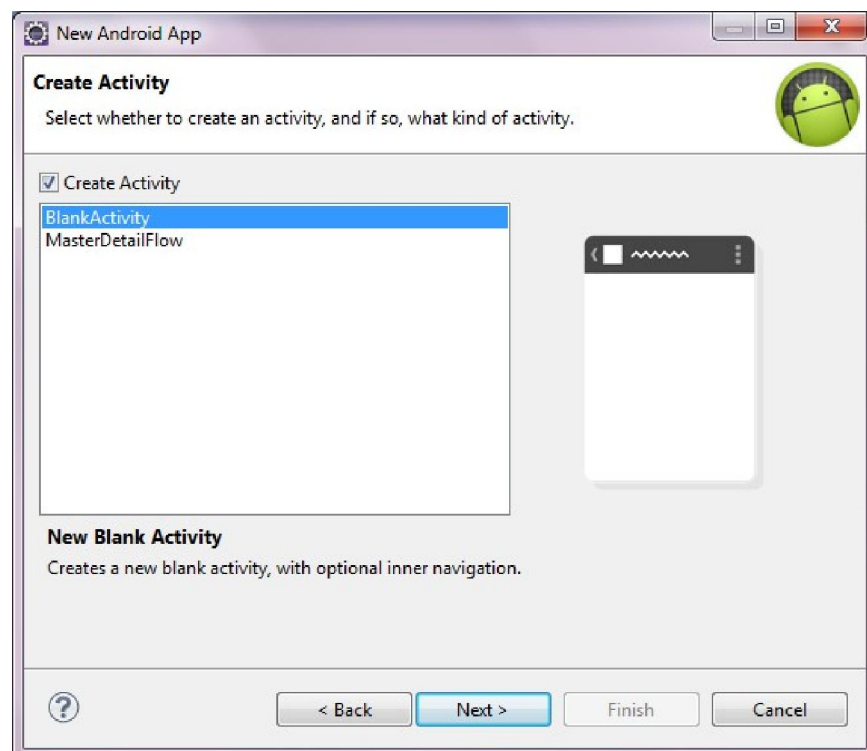 New Android App
Create Activity
Select whether to create an activity, and if so, what kind of activity.
Create Activity
BlankActivity
MasterDetailFlow
New Blank Activity
Creates a new blank activity, with optional inner navigation.
< Back
Next >
Finish
Cancel